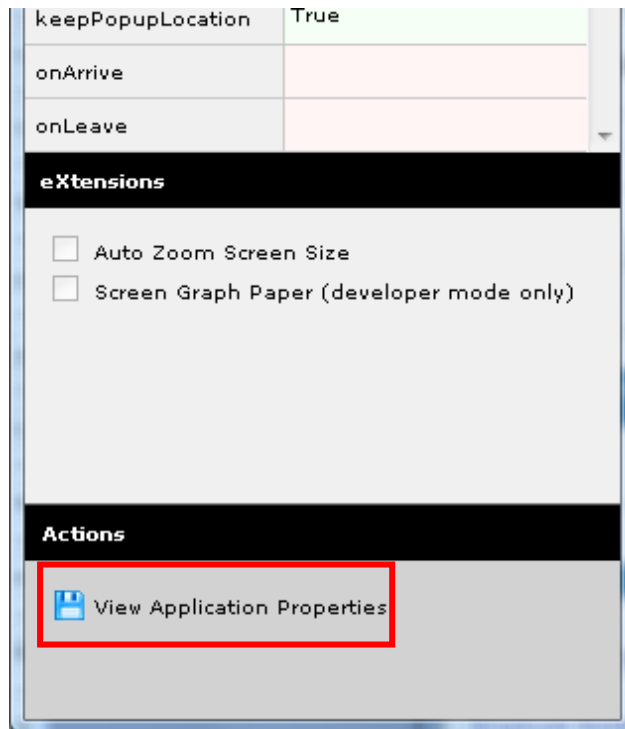 keepPopupLocation True
onArrive
onLeave
eXtensions
Auto Zoom Screen Size
Screen Graph Paper (developer mode only)
Actions
View Application Properties